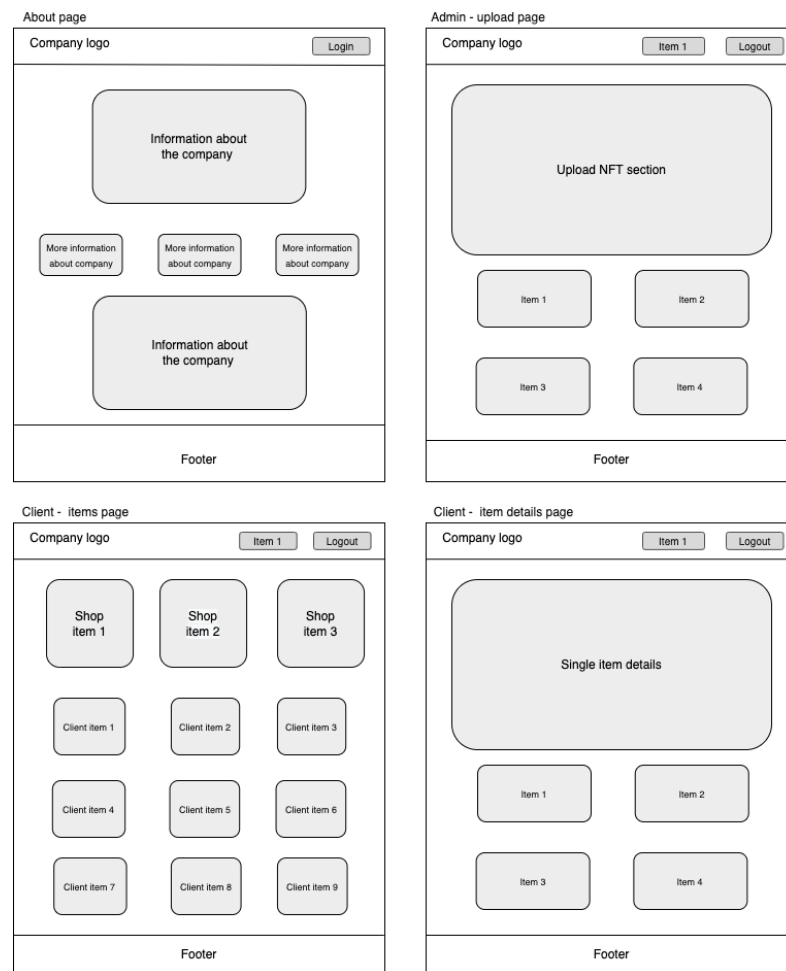 About page
Company logo
Login
Information about
the company
More information
about company
More information
about company
More information
about company
Information about
the company
Footer
Admin - upload page
Company logo
Item 1
Logout
Upload NFT section
Item 1
Item 2
Item 3
Item 4
Footer
Client - items page
Company logo
Item 1
Logout
Shop
item 1
Shop
item 2
Shop
item 3
Client item 1
Client item 2
Client item 3
Client item 4
Client item 5
Client item 6
Client item 7
Client item 8
Client item 9
Footer
Client - item details page
Company logo
Item 1
Logout
Single item details
Item 1
Item 2
Item 3
Item 4
Footer